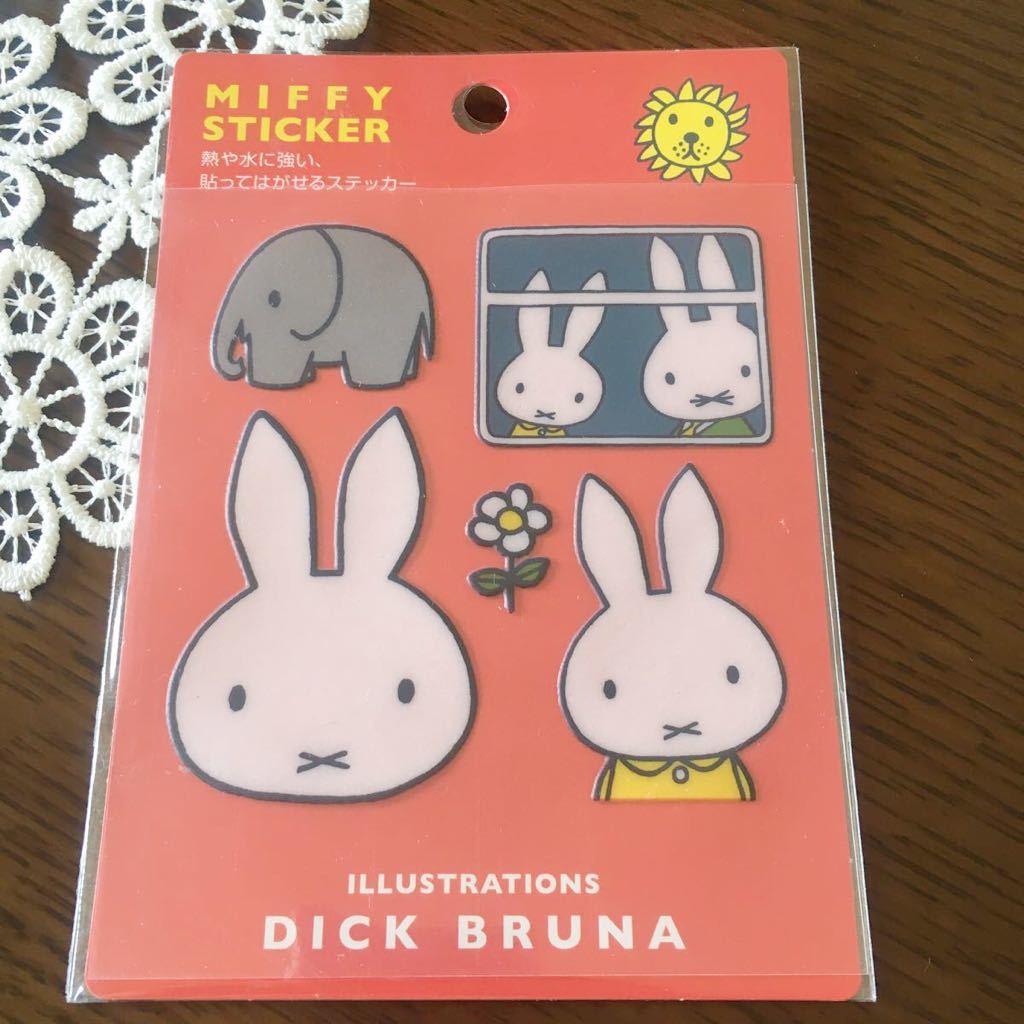 MIFFY
STICKER
熱や水に強い、
貼ってはがせるステッカー
ILLUSTRATIONS
DICK BRUNA